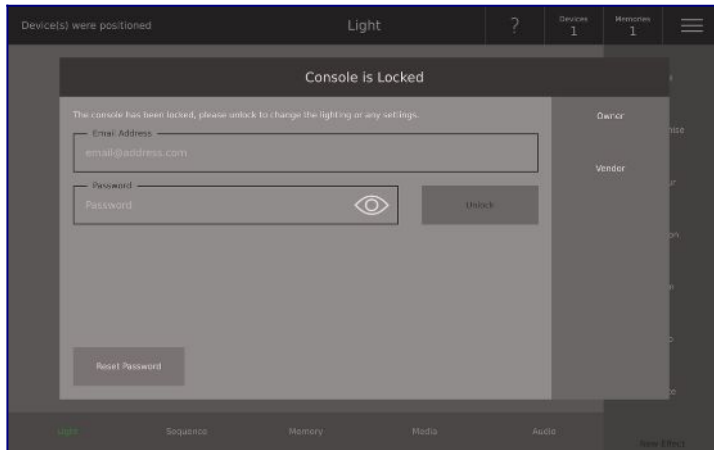 Device(s) were positioned
Light
?
Devices
1
Memories
1
Console is Locked
The console has been locked, please unlock to change the lighting or any settings.
Email Address
email@address.com
Password
Password
Unlock
Reset Password
Owner
Vendor
Light
Sequence
Memory
Media
Audio
New Effect